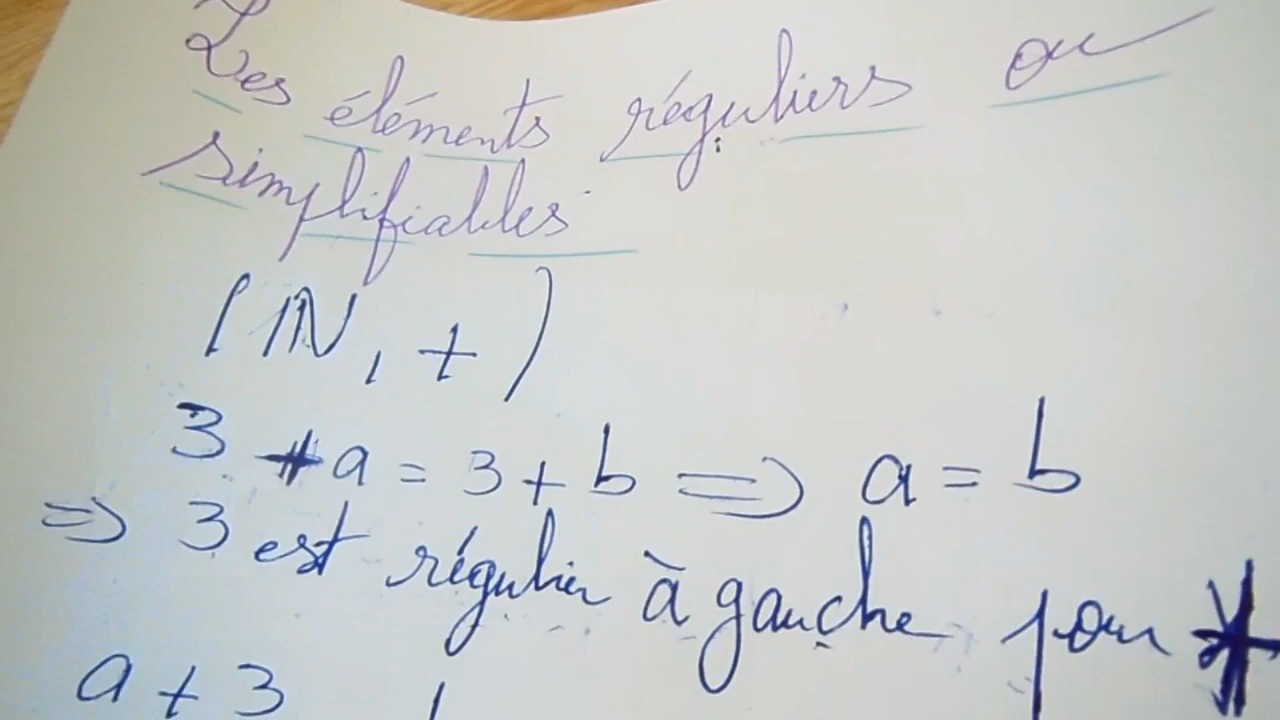 Les éléments réguliers ou
simplifiables
(ℕ, +)
3 + a = 3 + b ⇒ a = b
⇒ 3 est régulier à gauche pour *
a + 3